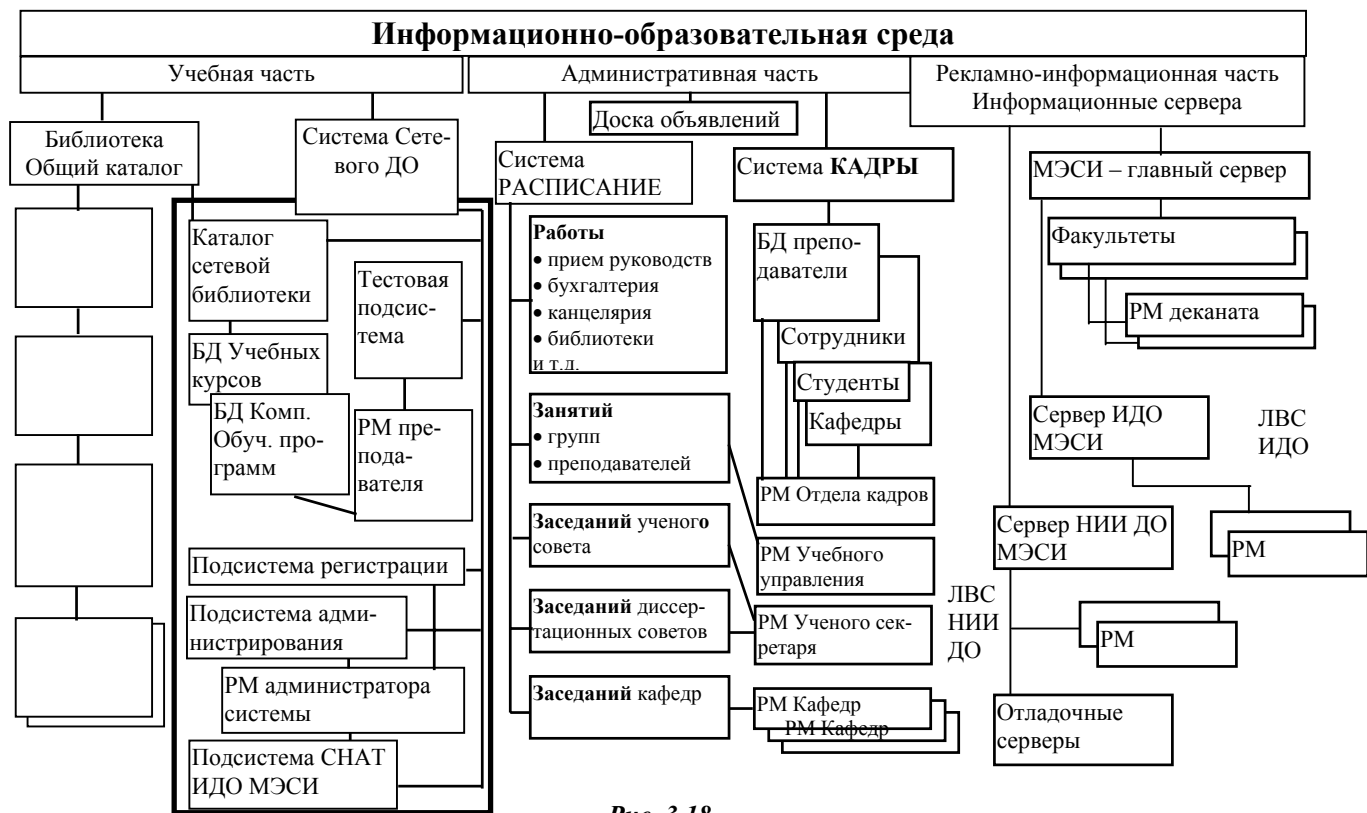 Информационно-образовательная среда
Учебная часть
Административная часть
Рекламно-информационная часть
Информационные сервера
Доска объявлений
Библиотека
Общий каталог
Система Сете-
вого ДО
Система
РАСПИСАНИЕ
Система КАДРЫ
МЭСИ – главный сервер
Каталог
сетевой
библиотеки
Тестовая
подсис-
тема
БД Учебных
курсов
БД Комп.
Обуч. про-
грамм
РМ пре-
пода-
вателя
Подсистема регистрации
Подсистема адми-
нистрирования
РМ администратора
системы
Подсистема CHAT
ИДО МЭСИ
Работы
• прием руководств
• бухгалтерия
• канцелярия
• библиотеки
и т.д.
Занятий
• групп
• преподавателей
Заседаний ученого
совета
Заседаний диссер-
тационных советов
Заседаний кафедр
БД препо-
даватели
Сотрудники
Студенты
Кафедры
РМ Отдела кадров
РМ Учебного
управления
РМ Ученого сек-
ретаря
РМ Кафедр
РМ Кафедр
Факультеты
РМ деканата
Сервер ИДО
МЭСИ
ЛВС
ИДО
РМ
Сервер НИИ ДО
МЭСИ
ЛВС
НИИ
ДО
РМ
Отладочные
серверы
Рис. 3.18